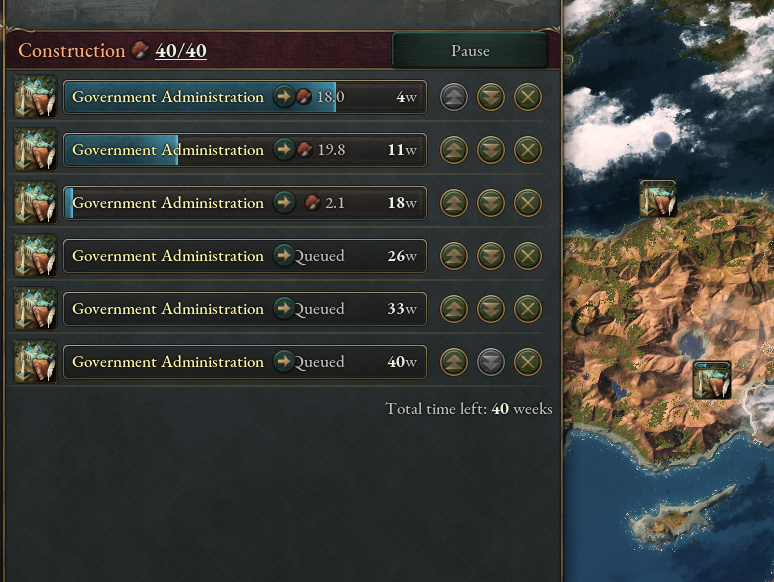 Construction 40/40 Pause
Government Administration 18.0 4w
Government Administration 19.8 11w
Government Administration 2.1 18w
Government Administration Queued 26w
Government Administration Queued 33w
Government Administration Queued 40w
Total time left: 40 weeks